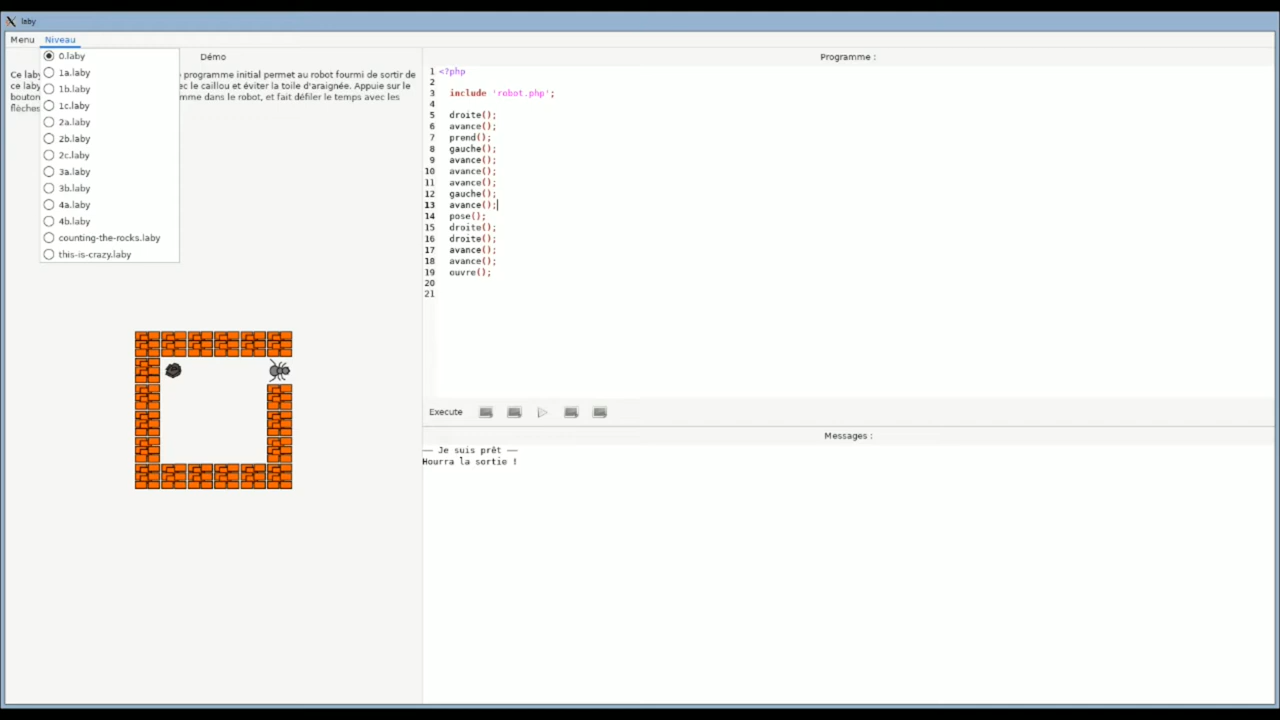 laby
Menu Niveau
0.laby
1a.laby
1b.laby
1c.laby
2a.laby
2b.laby
2c.laby
3a.laby
3b.laby
4a.laby
4b.laby
counting-the-rocks.laby
this-is-crazy.laby
Démo
Ce laby programme initial permet au robot fourmi de sortir de
ce laby ec le caillou et éviter la toile d'araignée. Appuie sur le
bouton mme dans le robot, et fait défiler le temps avec les
flèches
Programme :
1 <?php
2
3 include 'robot.php';
4
5 droite();
6 avance();
7 prend();
8 gauche();
9 avance();
10 avance();
11 avance();
12 gauche();
13 avance();
14 pose();
15 droite();
16 droite();
17 avance();
18 avance();
19 ouvre();
20
21
Execute
Messages :
—— Je suis prêt ——
Hourra la sortie !